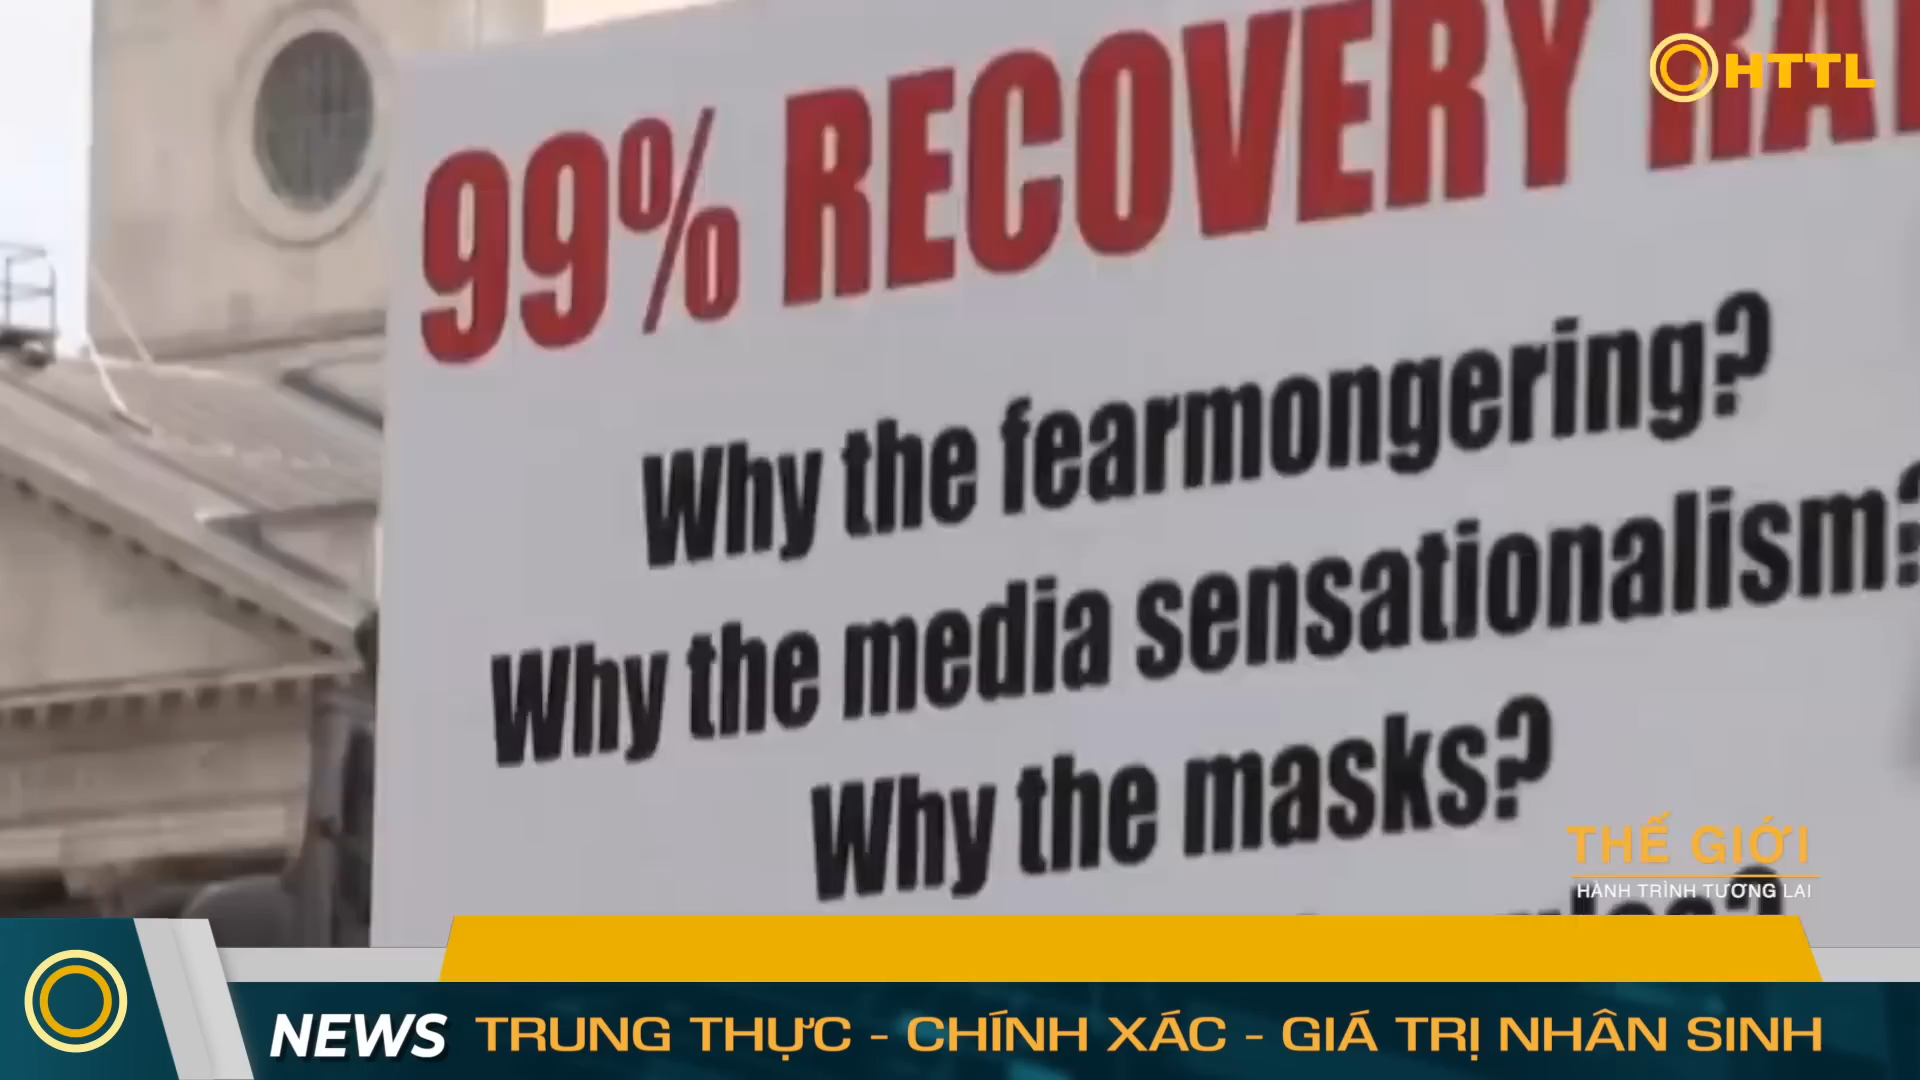 HTTL
99% RECOVERY RA
Why the fearmongering?
Why the media sensationalism?
Why the masks?
THẾ GIỚI
HÀNH TRÌNH TƯƠNG LAI
NEWS TRUNG THỰC - CHÍNH XÁC - GIÁ TRỊ NHÂN SINH